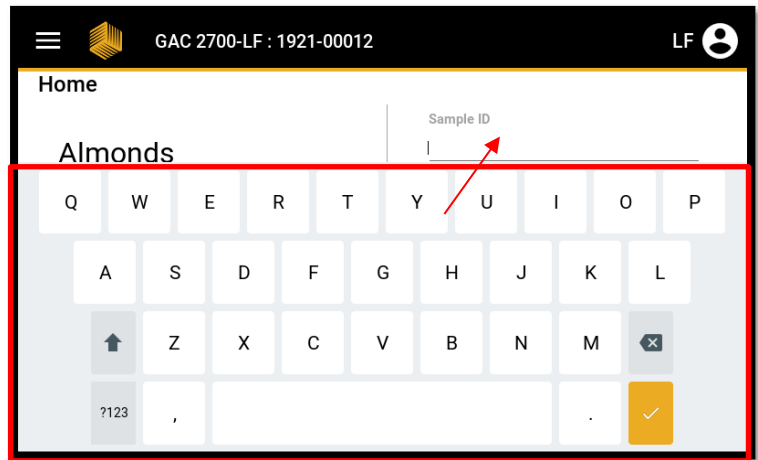 GAC 2700-LF : 1921-00012 LF
Home
Sample ID
Almonds
Q W E R T Y U I O P
A S D F G H J K L
Z X C V B N M
?123 , .